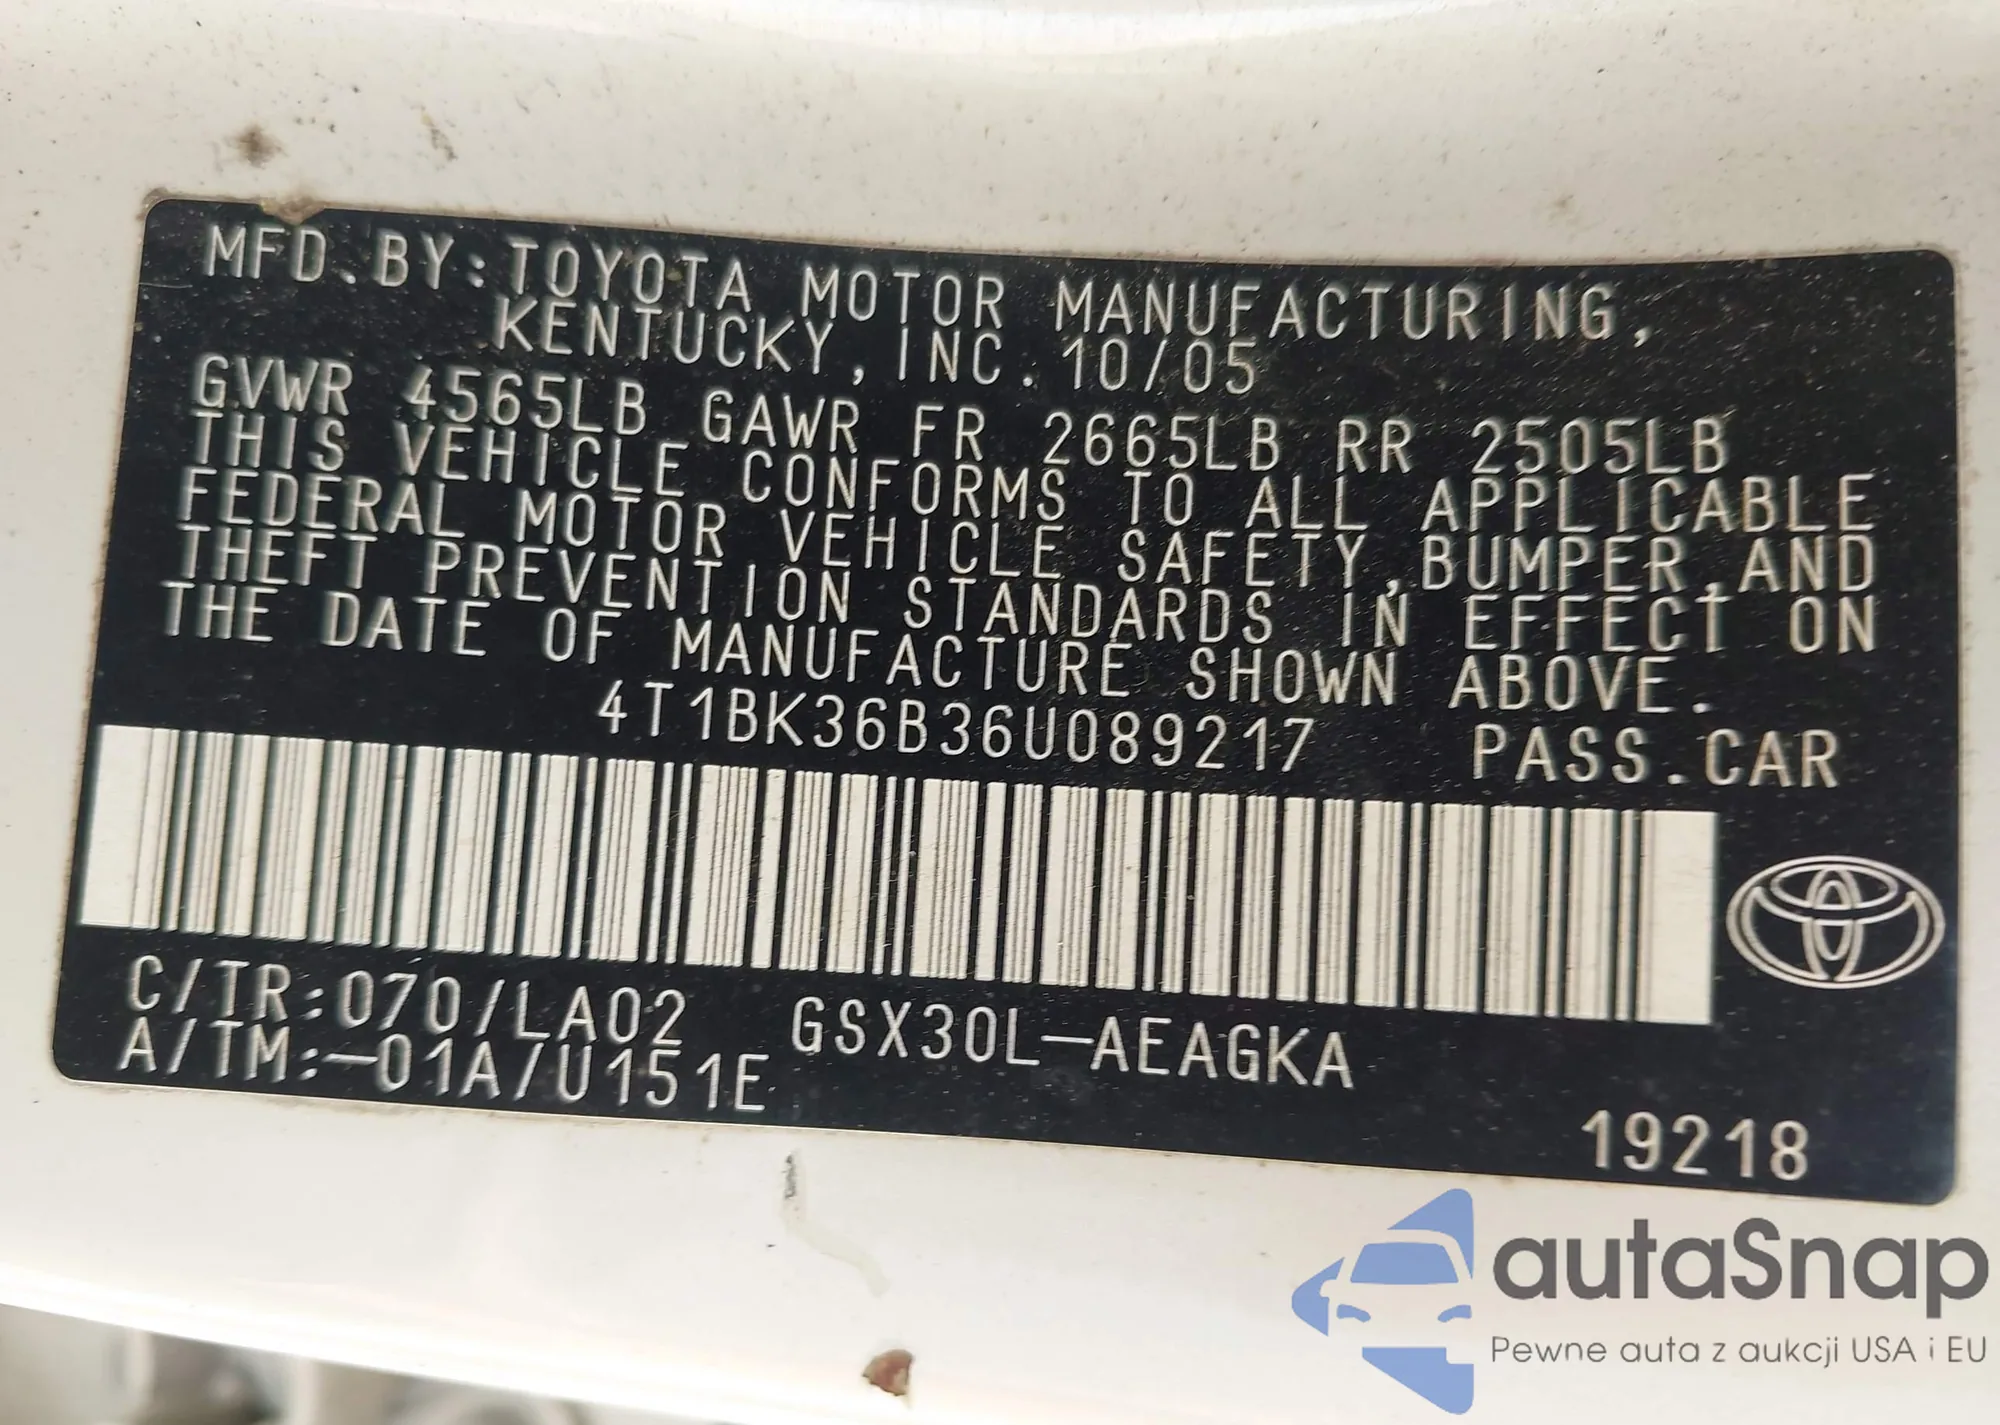 MFD.BY:TOYOTA MOTOR MANUFACTURING,
KENTUCKY,INC.10/05
GVWR 4565LB GAWR FR 2665LB RR 2505LB
THIS VEHICLE CONFORMS TO ALL APPLICABLE
FEDERAL MOTOR VEHICLE SAFETY,BUMPER,AND
THEFT PREVENTION STANDARDS IN EFFECT ON
THE DATE OF MANUFACTURE SHOWN ABOVE.
4T1BK36B36U089217 PASS.CAR
C/TR:070/LA02 GSX30L-AEAGKA
A/TM:-01A/U151E
19218
autaSnap
Pewne auta z aukcji USA i EU